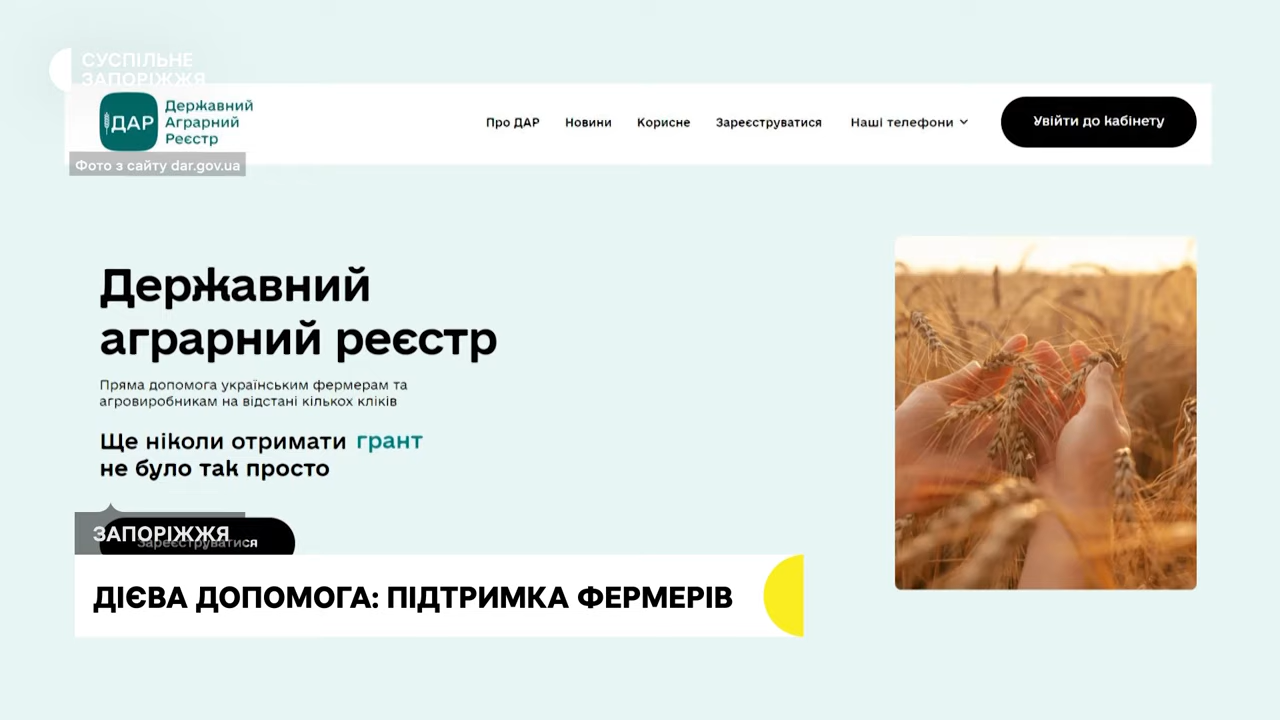 СУСПІЛЬНЕ
ЗАПОРІЖЖЯ
ДАР
Державний
Аграрний
Реєстр
Про ДАР Новини Корисне Зареєструватися Наші телефони Увійти до кабінету
Фото з сайту dar.gov.ua
Державний
аграрний реєстр
Пряма допомога українським фермерам та
агровиробникам на відстані кількох кліків
Ще ніколи отримати грант
не було так просто
ЗАПОРІЖЖЯ
Зареєструватися
ДІЄВА ДОПОМОГА: ПІДТРИМКА ФЕРМЕРІВ